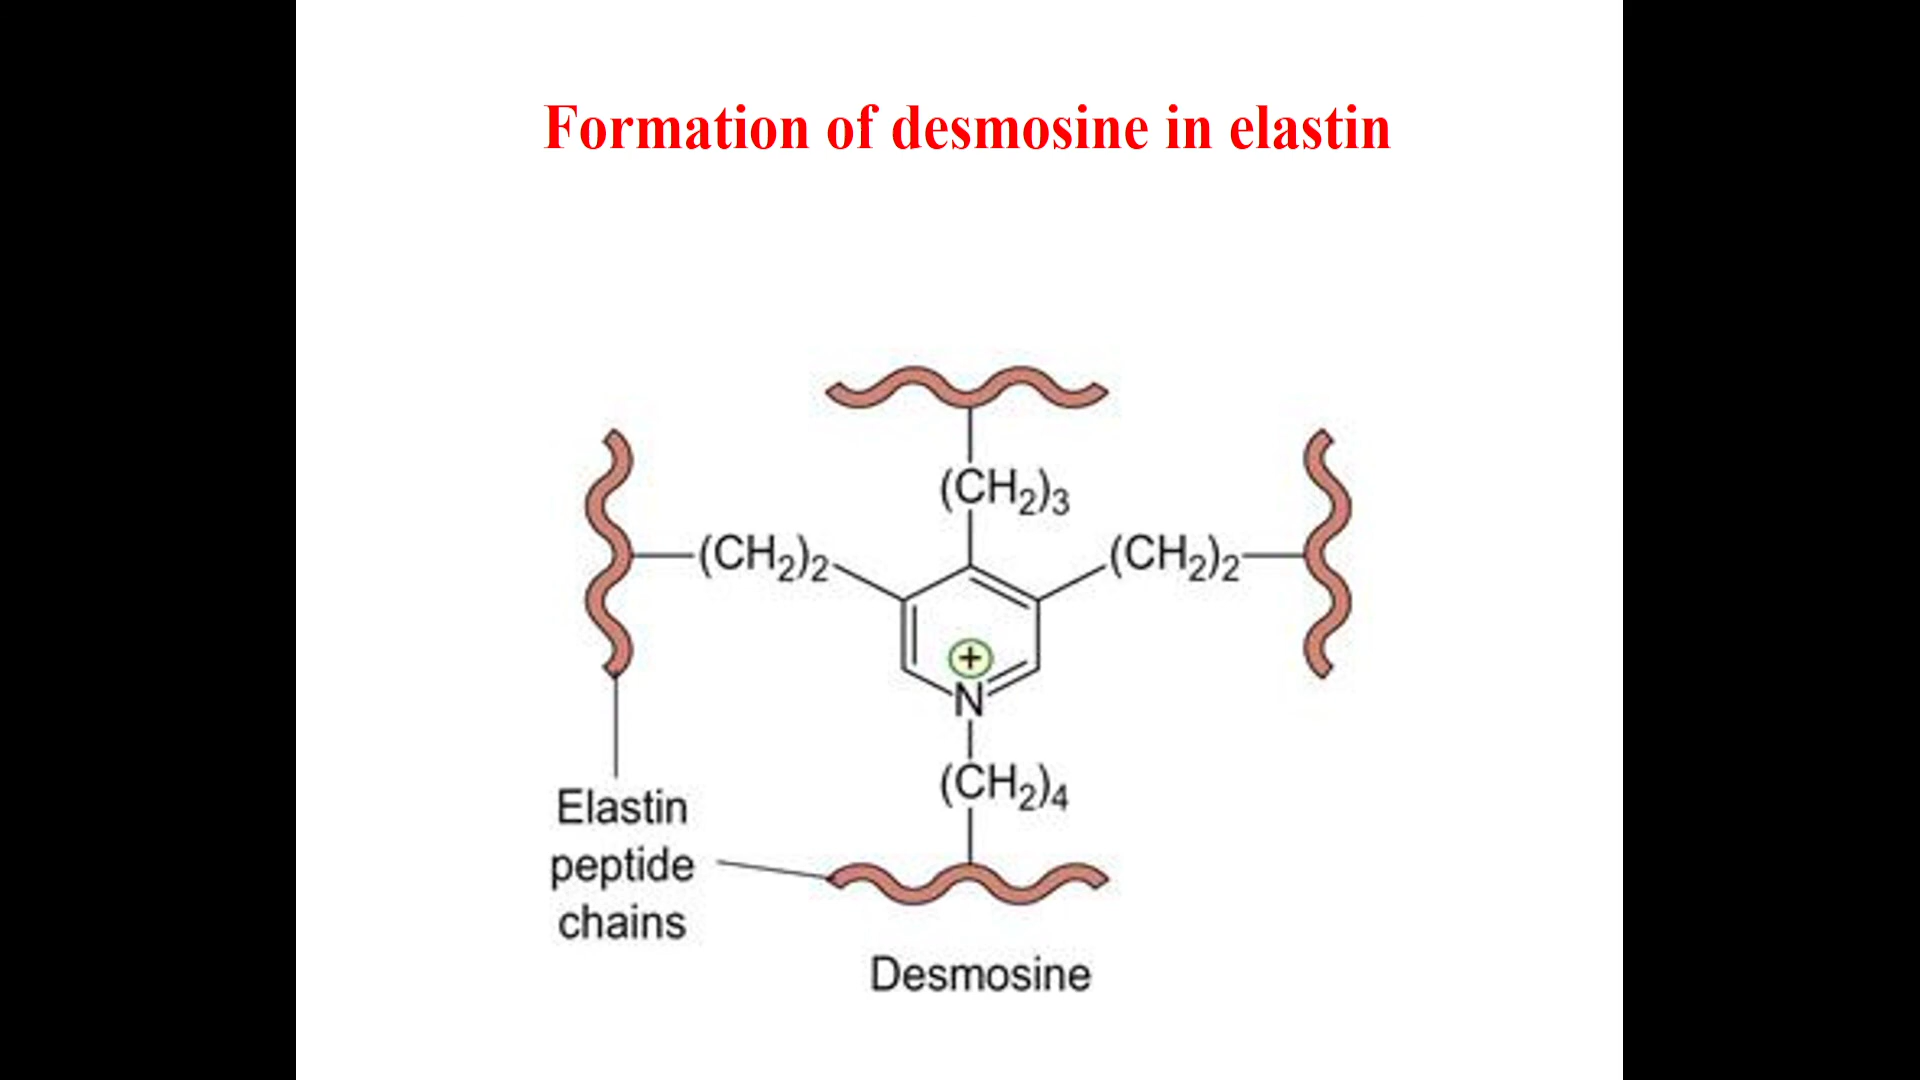 Formation of desmosine in elastin
(CH₂)₃
(CH₂)₂
(CH₂)₂
+
N
(CH₂)₄
Elastin
peptide
chains
Desmosine